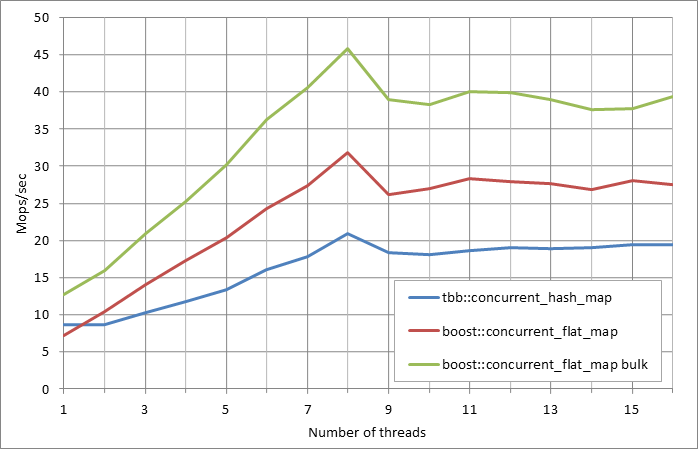 50
45
40
35
30
25
20
15
10
5
0
Mops/sec
tbb::concurrent_hash_map
boost::concurrent_flat_map
boost::concurrent_flat_map bulk
1 3 5 7 9 11 13 15
Number of threads